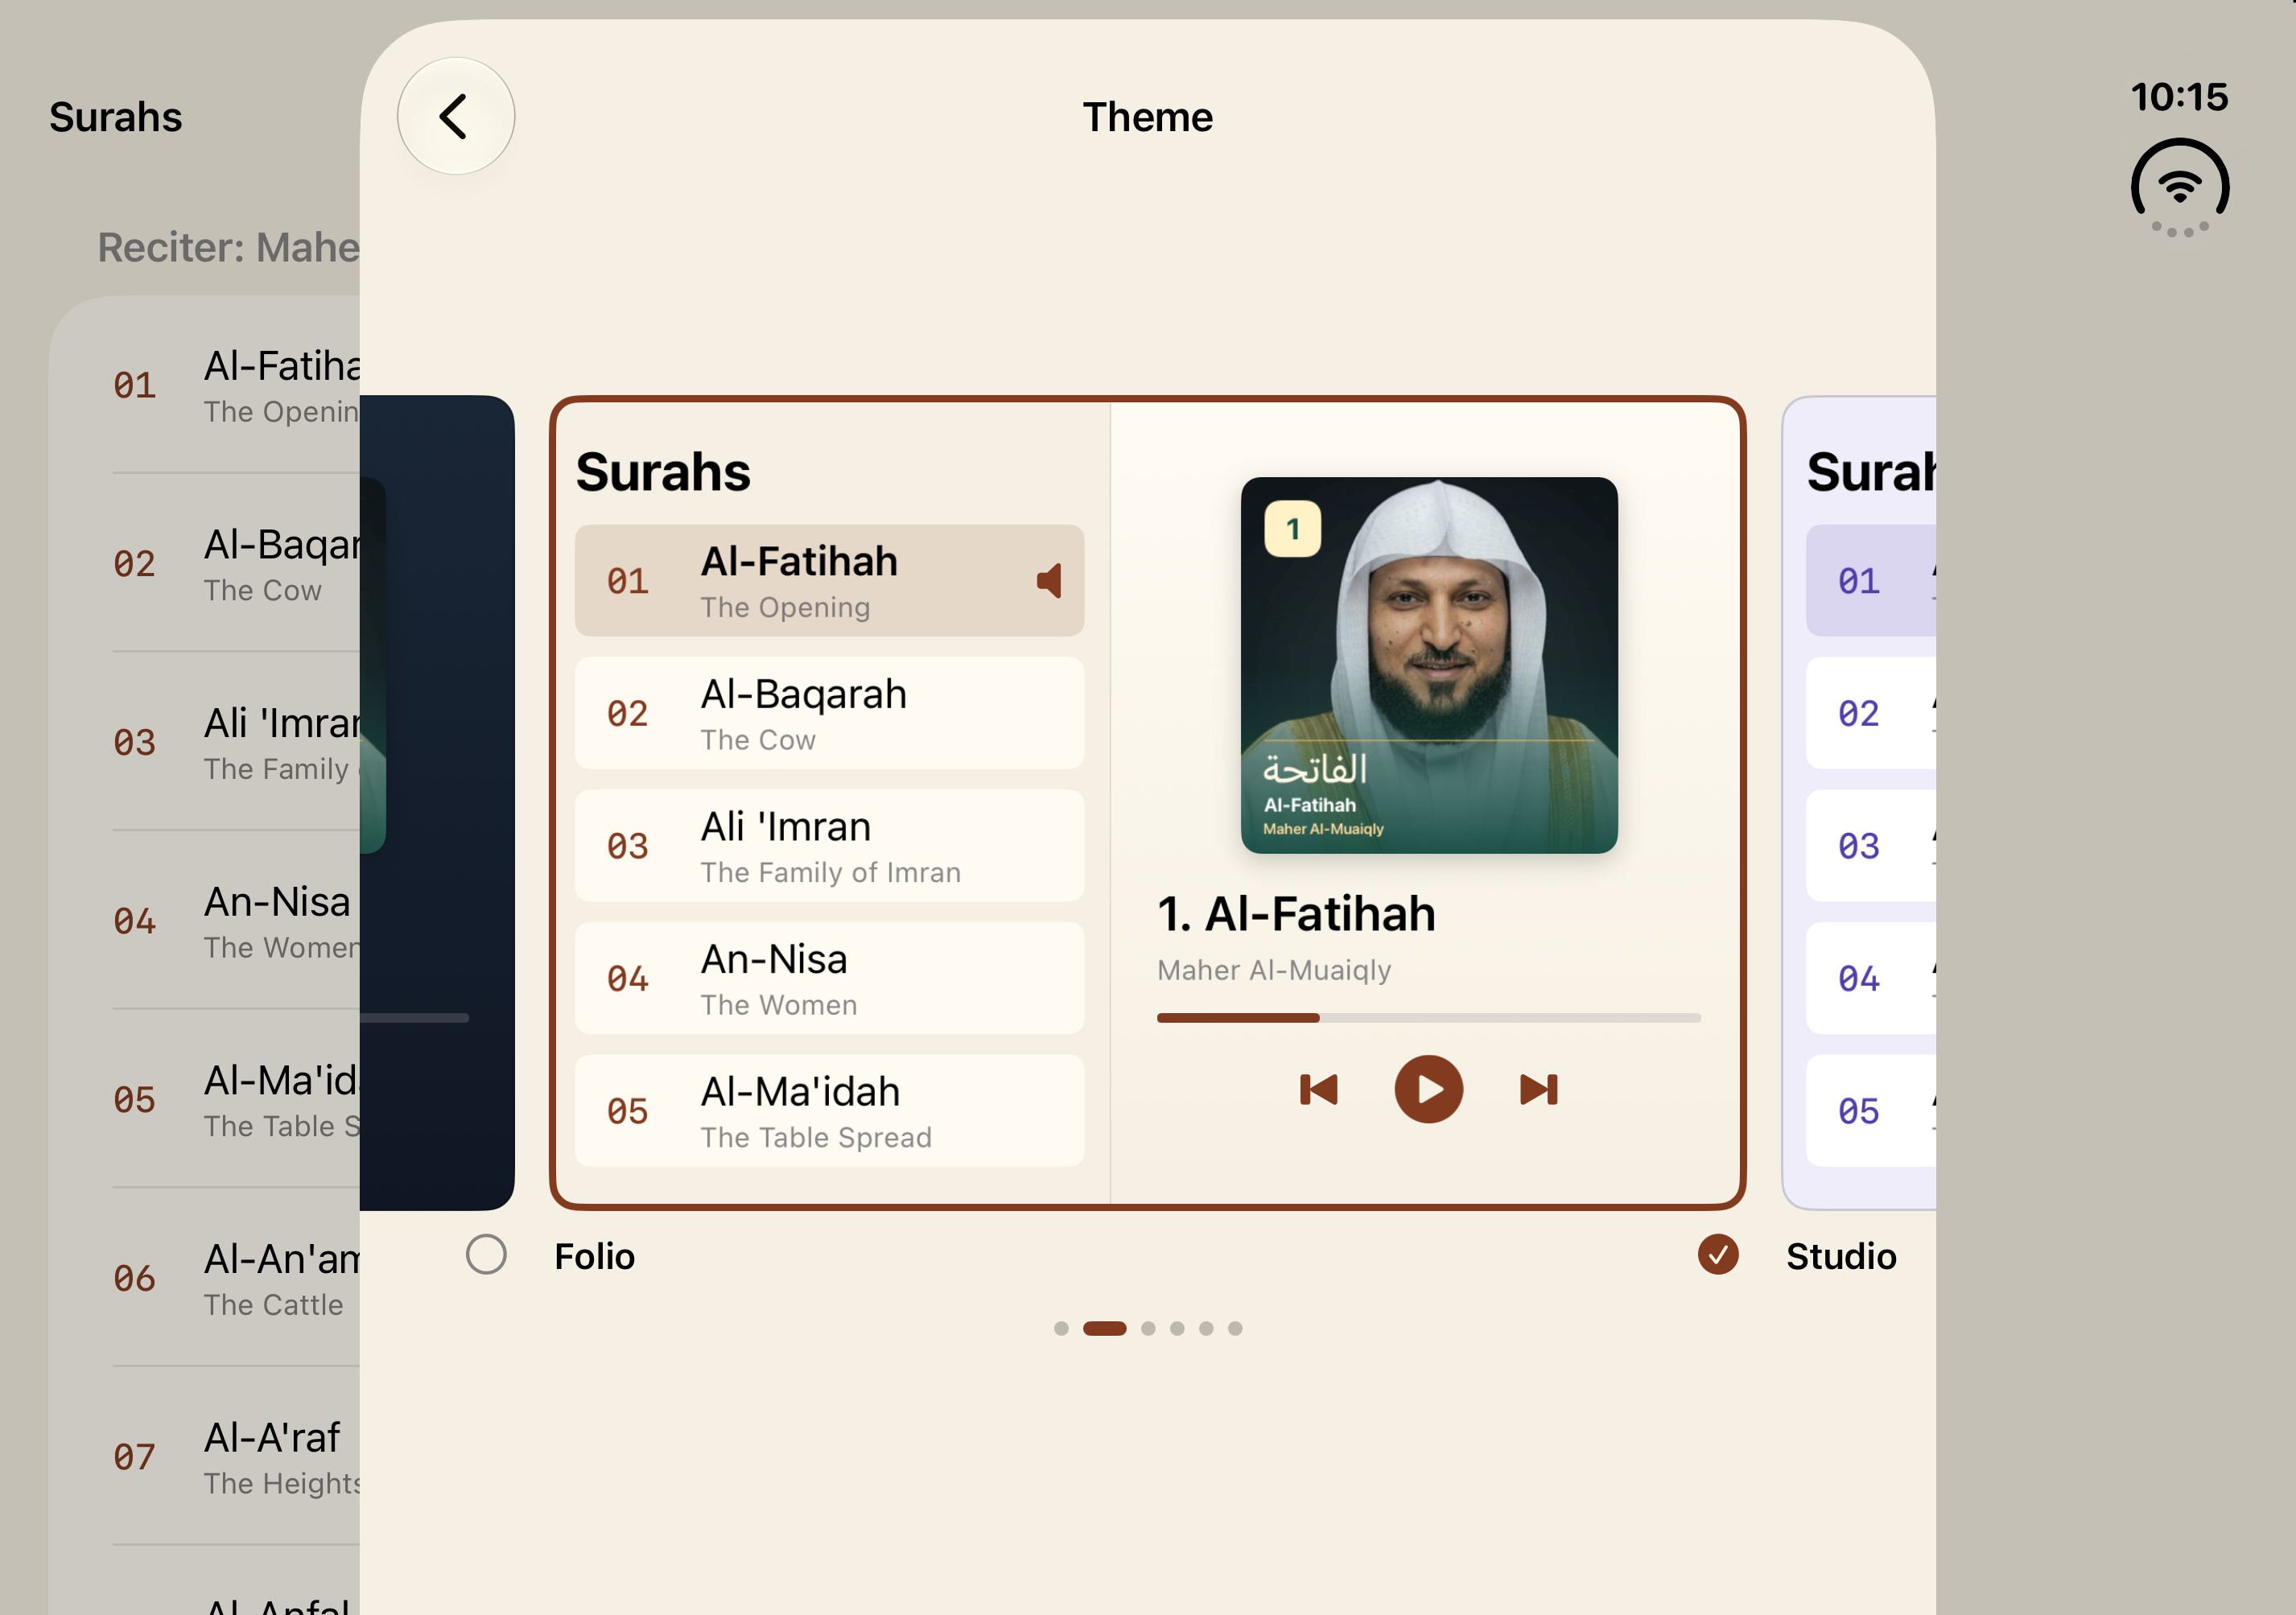 Surahs
Reciter: Mahe
01
Al-Fatiha
The Openin
02
Al-Baqar
The Cow
03
Ali 'Imran
The Family
04
An-Nisa
The Women
05
Al-Ma'id
The Table S
06
Al-An'am
The Cattle
07
Al-A'raf
The Heights
Al-Anfal
Theme
10:15
Surahs
01
Al-Fatihah
The Opening
02
Al-Baqarah
The Cow
03
Ali 'Imran
The Family of Imran
04
An-Nisa
The Women
05
Al-Ma'idah
The Table Spread
1
الفاتحة
Al-Fatihah
Maher Al-Muaiqly
1. Al-Fatihah
Maher Al-Muaiqly
Folio
Surah
01
02
03
04
05
Studio